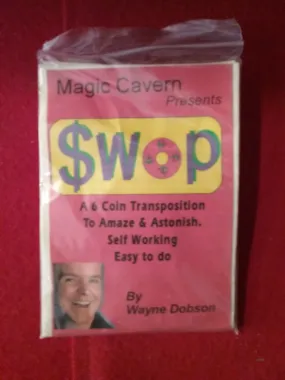 Magic Cavern
Presents
$wop
A 6 Coin Transposition
To Amaze & Astonish.
Self Working
Easy to do
By
Wayne Dobson